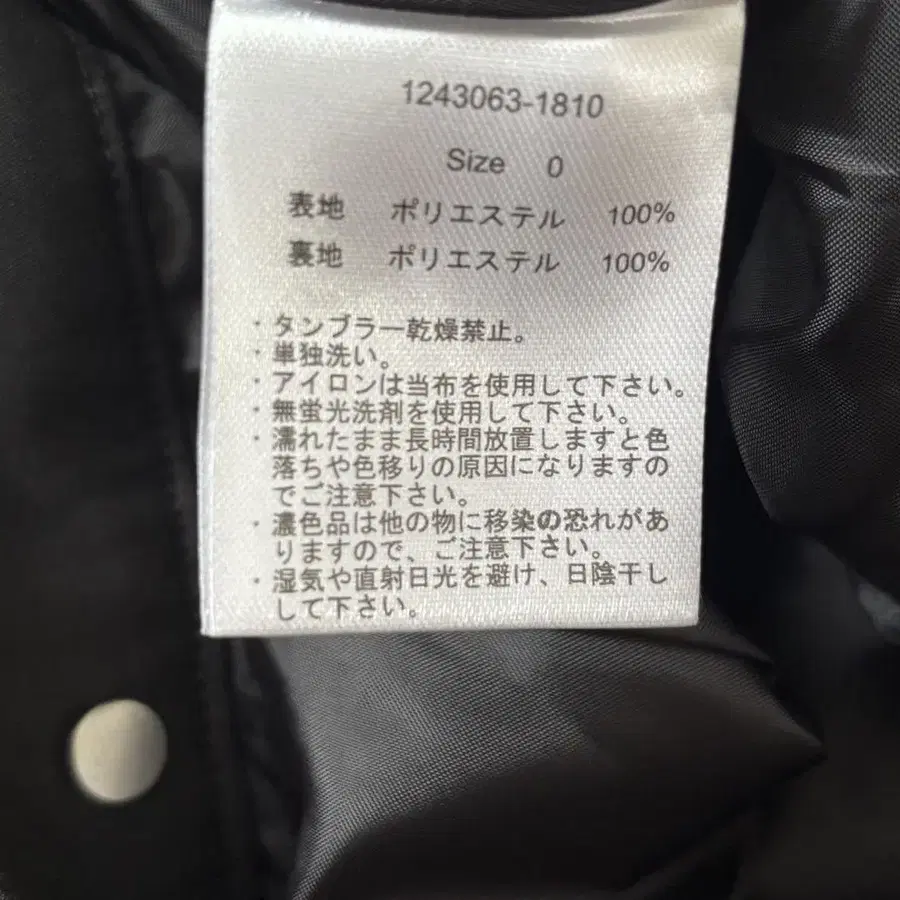 1243063-1810
Size 0
表地 ポリエステル 100%
裏地 ポリエステル 100%
・タンブラー乾燥禁止。
・単独洗い。
・アイロンは当布を使用して下さい。
・無蛍光洗剤を使用して下さい。
・濡れたまま長時間放置しますと色
落ちや色移りの原因になりますの
でご注意下さい。
・濃色品は他の物に移染の恐れがあ
りますので、ご注意下さい。
・湿気や直射日光を避け、日陰干し
して下さい。